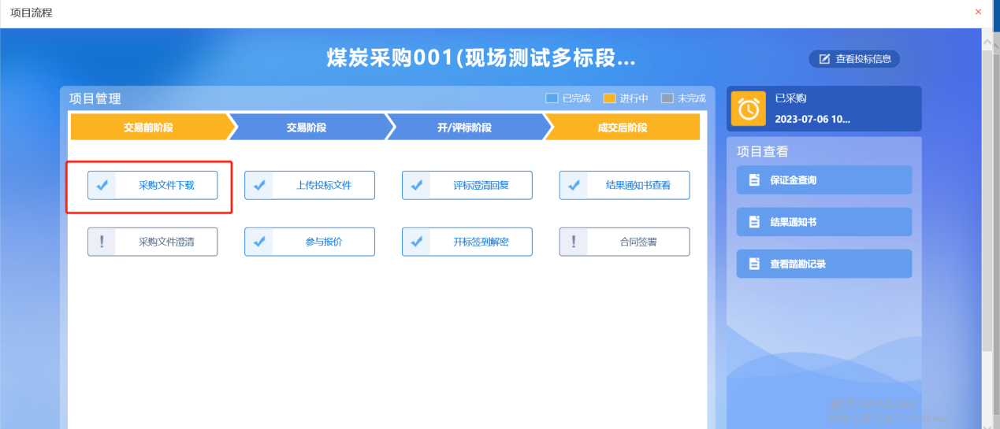 项目流程
×
煤炭采购001(现场测试多标段...
查看投标信息
项目管理
已完成 进行中 未完成
交易前阶段 交易阶段 开/评标阶段 成交后阶段
采购文件下载 上传投标文件 评标澄清回复 结果通知书查看
采购文件澄清 参与报价 开标签到解密 合同签署
已采购
2023-07-06 10...
项目查看
保证金查询
结果通知书
查看踏勘记录
激活 Windows